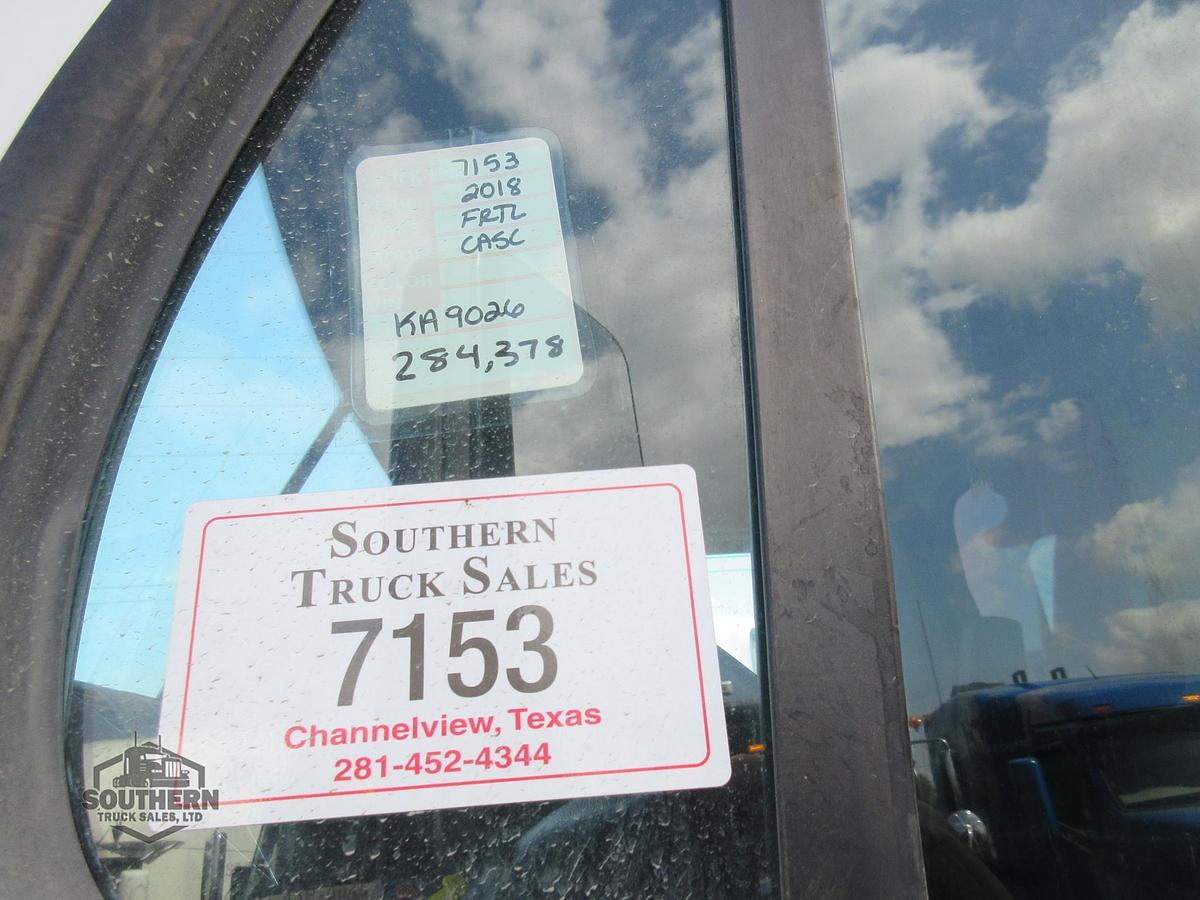 7153
2018
FRTL
CASC
COLOR
KA9026
284,378
SOUTHERN
TRUCK SALES
7153
Channelview, Texas
281-452-4344
SOUTHERN
TRUCK SALES, LTD